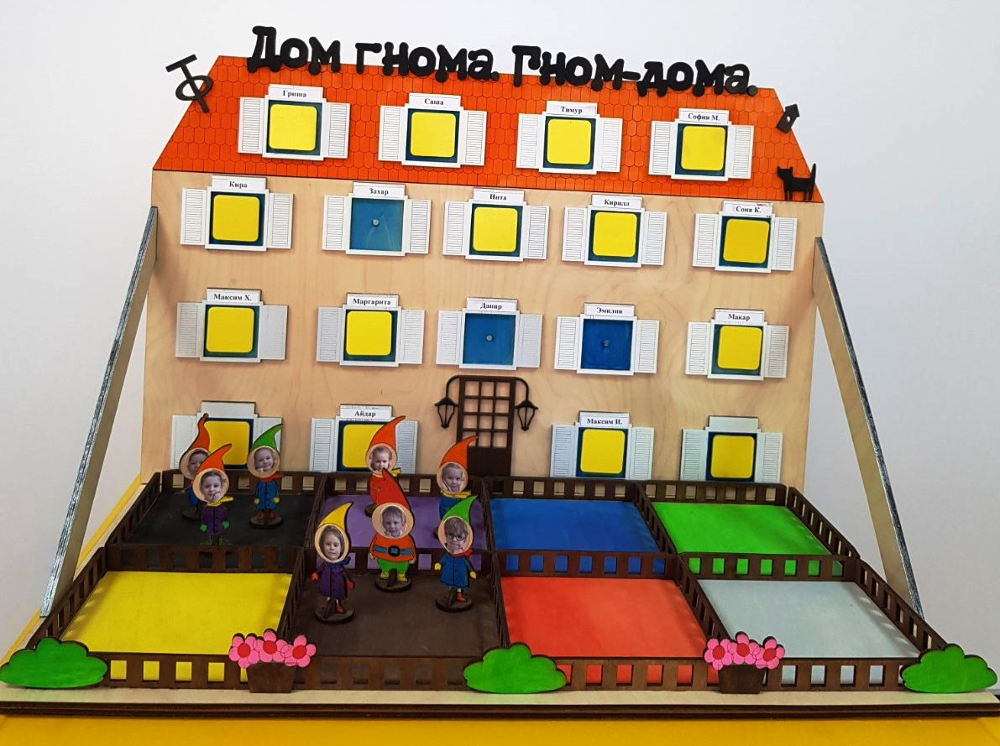 Дом гнома. Гном-дома.
Гриша
Саша
Тимур
София М.
Кира
Захар
Ника
Кирилл
Соня К.
Максим Х.
Маргарита
Данир
Эмилия
Макар
Айдар
Максим И.